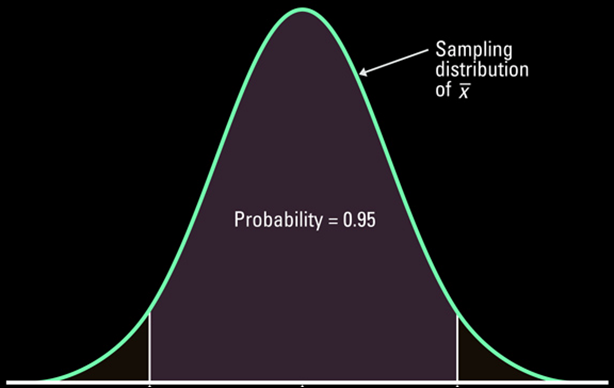 Sampling
distribution
of x̅
Probability = 0.95